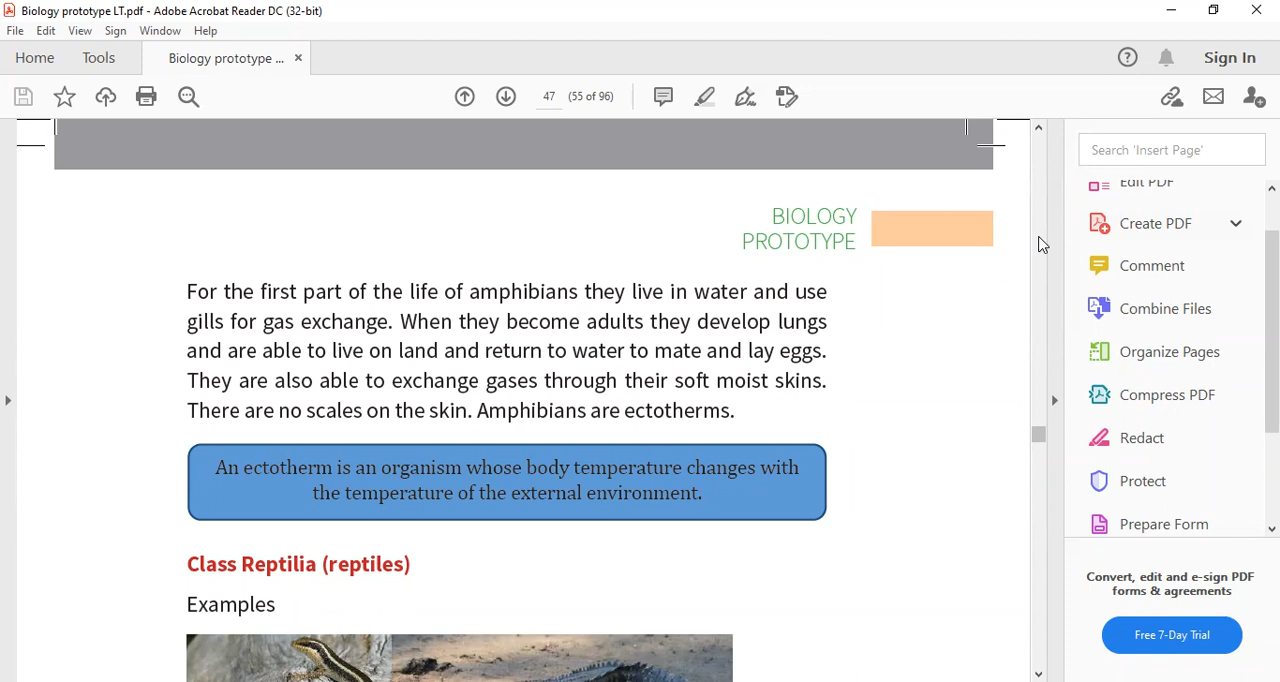 Biology prototype LT.pdf - Adobe Acrobat Reader DC (32-bit)
File Edit View Sign Window Help
Home Tools Biology prototype ... × Sign In
47 (55 of 96)
Search 'Insert Page'
Edit PDF
Create PDF
Comment
Combine Files
Organize Pages
Compress PDF
Redact
Protect
Prepare Form
Convert, edit and e-sign PDF
forms & agreements
Free 7-Day Trial
BIOLOGY
PROTOTYPE
For the first part of the life of amphibians they live in water and use
gills for gas exchange. When they become adults they develop lungs
and are able to live on land and return to water to mate and lay eggs.
They are also able to exchange gases through their soft moist skins.
There are no scales on the skin. Amphibians are ectotherms.
An ectotherm is an organism whose body temperature changes with
the temperature of the external environment.
Class Reptilia (reptiles)
Examples